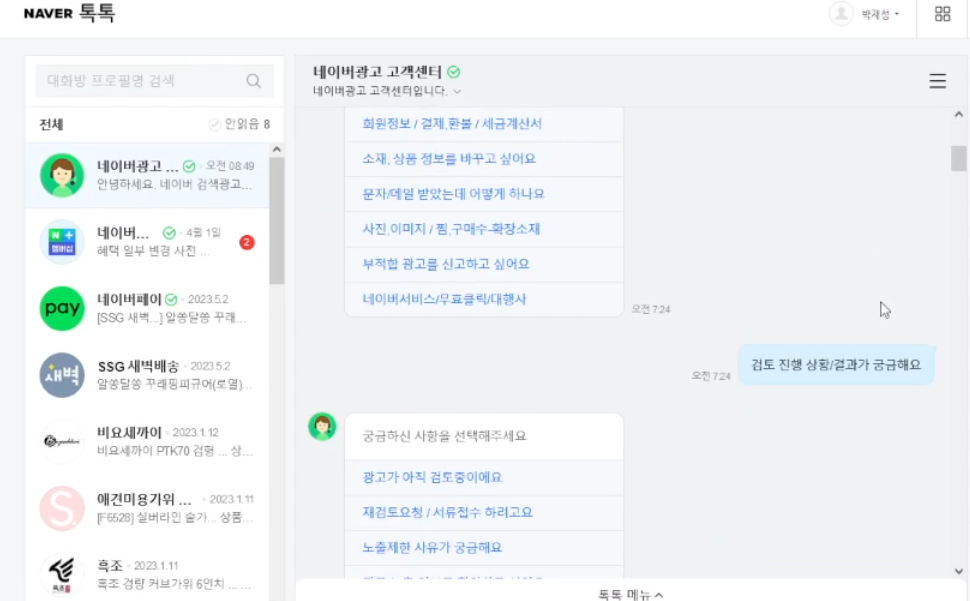 NAVER 톡톡
박재성
대화방 프로필명 검색
전체
안읽음 8
네이버광고 ... 오전 08:49
안녕하세요. 네이버 검색광고...
N +
멤버십
네이버... 4월 1일
혜택 일부 변경 사전 ...
2
pay
네이버페이 2023.5.2
[SSG 새벽...] 알쏭달쏭 꾸래...
새벽
SSG 새벽배송 2023.5.2
알쏭달쏭 꾸래핑피규어(로열)...
비요세까이 2023.1.12
비요세까이 PTK70 검형 ... 상...
S.
애견미용가위 ... 2023.1.11
[F6528] 실버라인 숱가... 상품...
흑조
흑조 2023.1.11
흑조 경량 커브가위 6인치 ... ...
네이버광고 고객센터
네이버광고 고객센터입니다.
회원정보 / 결제,환불 / 세금계산서
소재, 상품 정보를 바꾸고 싶어요
문자/메일 받았는데 어떻게 하나요
사진,이미지 / 찜,구매수-확장소재
부적합 광고를 신고하고 싶어요
네이버서비스/무효클릭/대행사
오전 7:24
오전 7:24
검토 진행 상황/결과가 궁금해요
궁금하신 사항을 선택해주세요
광고가 아직 검토중이에요
재검토요청 / 서류접수 하려고요
노출제한 사유가 궁금해요
톡톡 메뉴